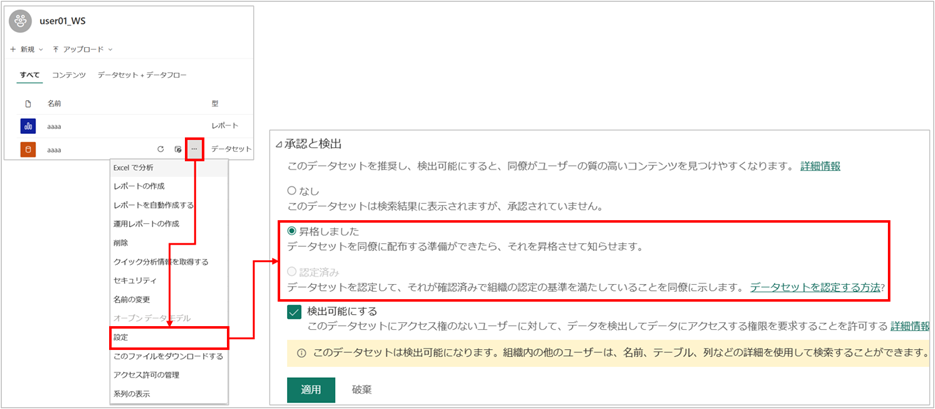 user01_WS
+ 新規 アップロード
すべて コンテンツ データセット + データフロー
名前 型
aaaa レポート
aaaa ... データセット
Excel で分析
レポートの作成
レポートを自動作成する
運用レポートの作成
削除
クイック分析情報を取得する
セキュリティ
名前の変更
オープン データ モデル
設定
このファイルをダウンロードする
アクセス許可の管理
系列の表示
承認と検出
このデータセットを推奨し、検出可能にすると、同僚がユーザーの質の高いコンテンツを見つけやすくなります。 詳細情報
なし
このデータセットは検索結果に表示されますが、承認されていません。
昇格しました
データセットを同僚に配布する準備ができたら、それを昇格させて知らせます。
認定済み
データセットを認定して、それが確認済みで組織の認定の基準を満たしていることを同僚に示します。 データセットを認定する方法?
検出可能にする
このデータセットにアクセス権のないユーザーに対して、データを検出してデータにアクセスする権限を要求することを許可する 詳細情報
このデータセットは検出可能になります。組織内の他のユーザーは、名前、テーブル、列などの詳細を使用して検索することができます。
適用 破棄